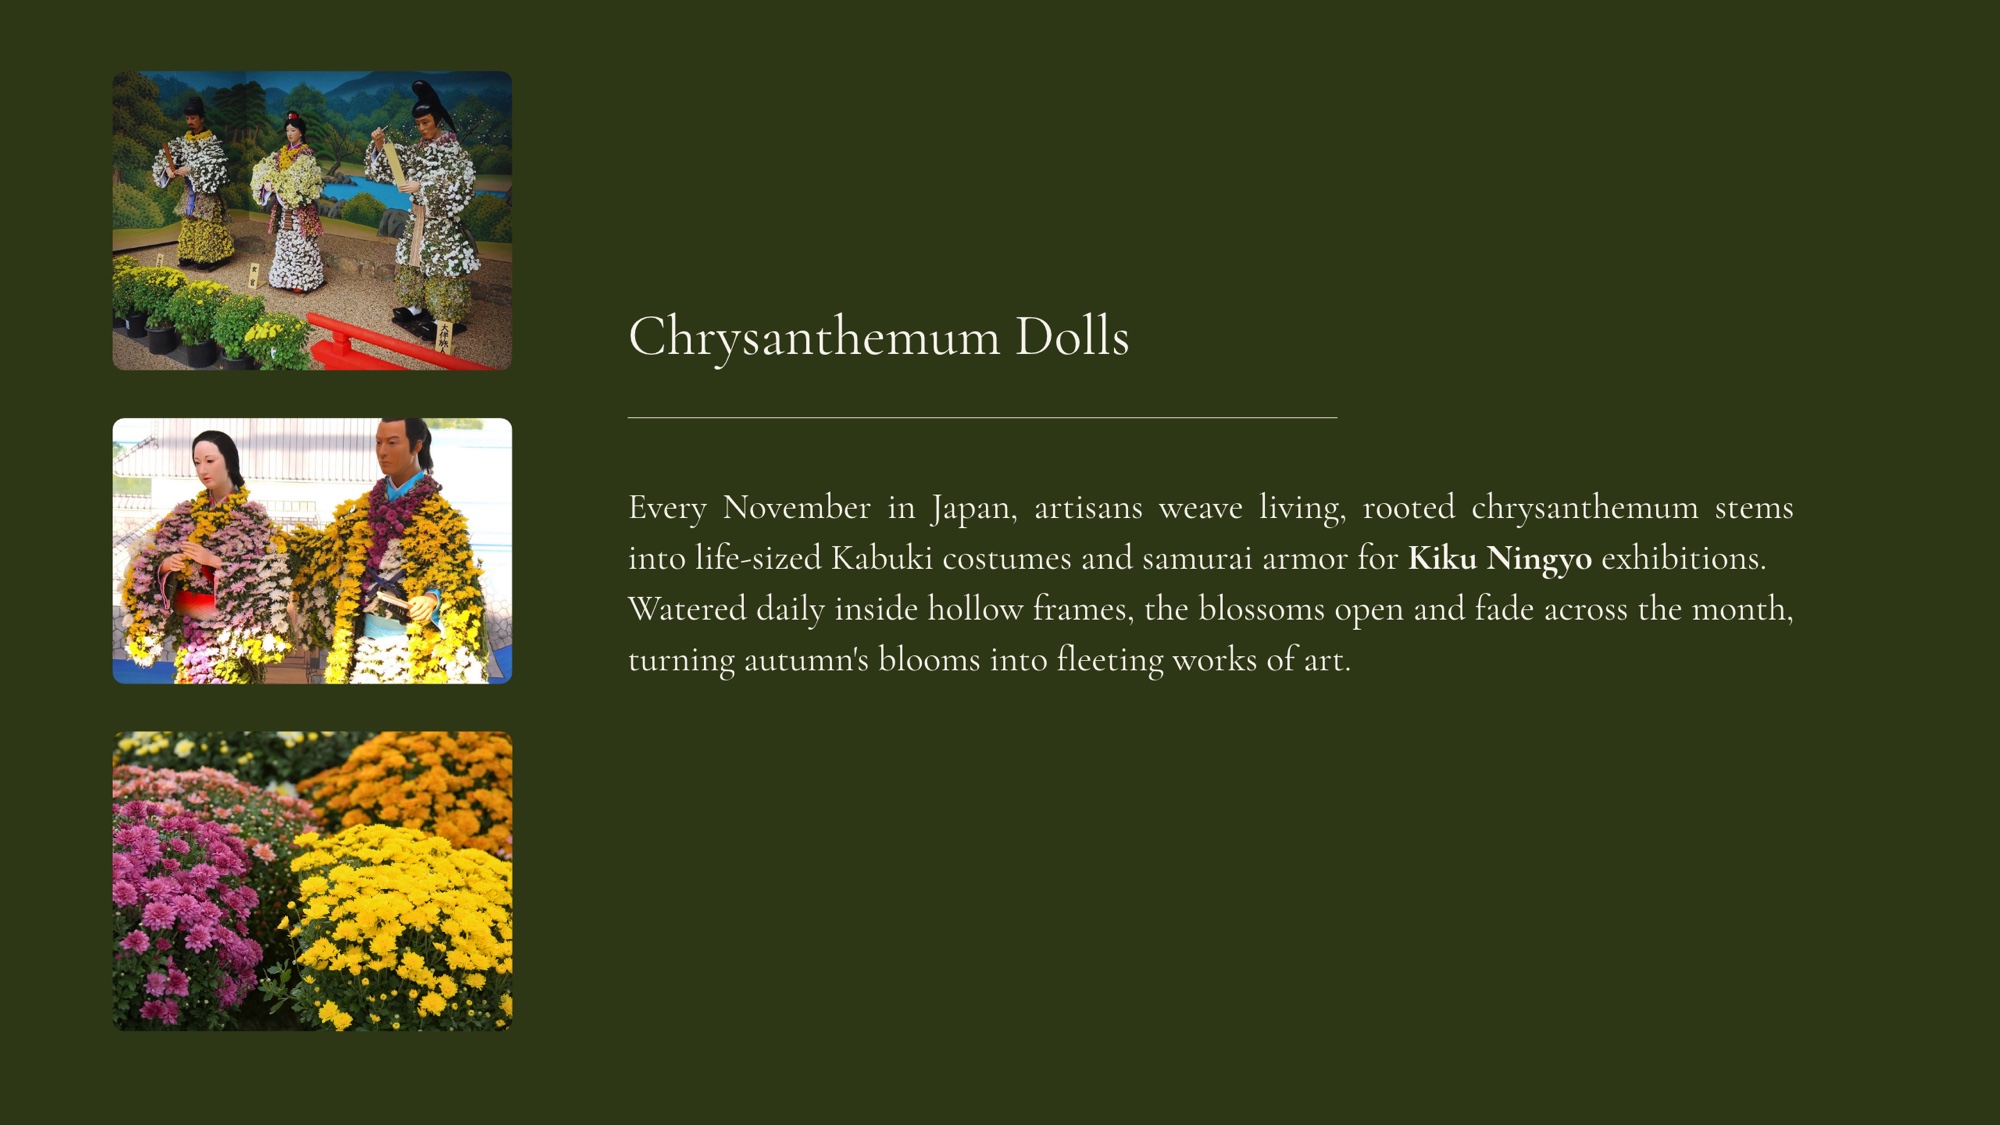 Chrysanthemum Dolls
Every November in Japan, artisans weave living, rooted chrysanthemum stems
into life-sized Kabuki costumes and samurai armor for Kiku Ningyo exhibitions.
Watered daily inside hollow frames, the blossoms open and fade across the month,
turning autumn's blooms into fleeting works of art.